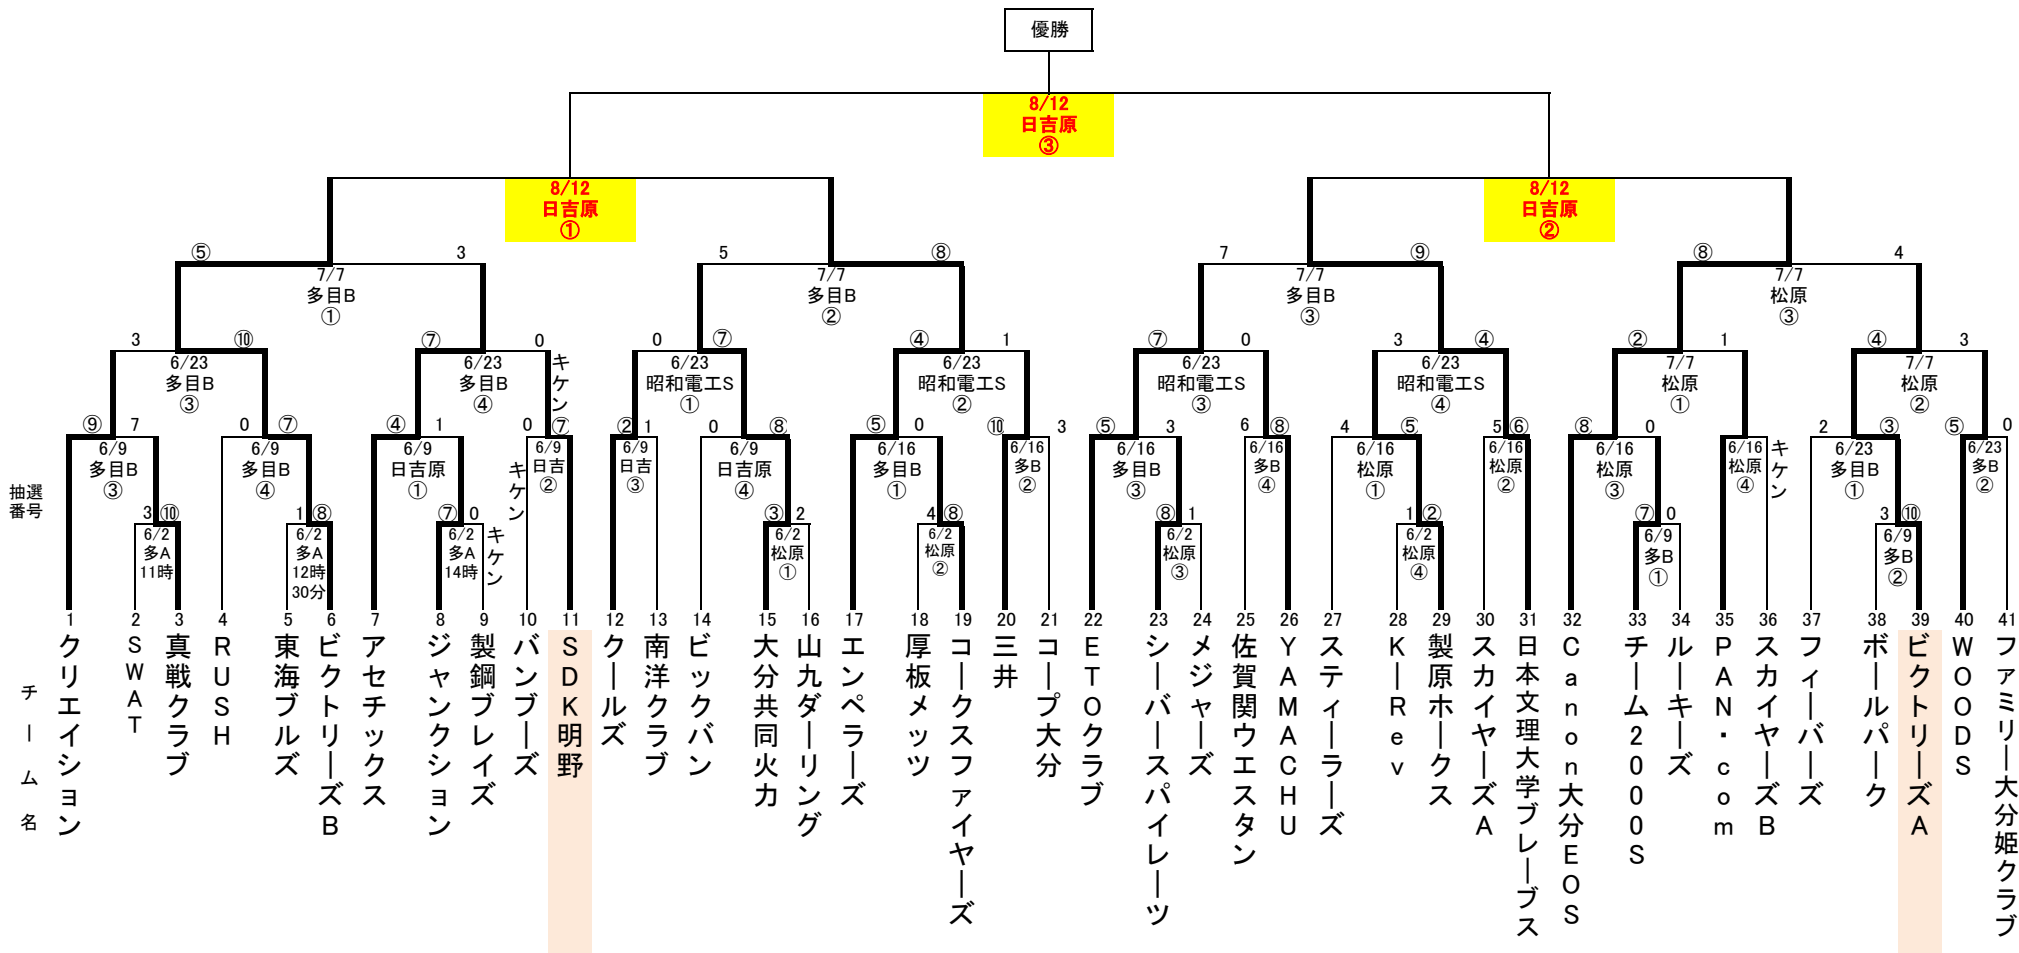 優勝
8/12
日吉原
③
8/12
日吉原
①
8/12
日吉原
②
⑤ 3 5 ⑧ 7 ⑨ ⑧ 4
7/7
多目B
①
7/7
多目B
②
7/7
多目B
③
7/7
松原
③
3 ⑩ ⑦ 0 0 ⑦ ④ 1 ⑦ 0 3 ④ ② 1 ④ 3
6/23
多目B
③
6/23
多目B
④
キケン
6/23
昭和電工S
①
6/23
昭和電工S
②
6/23
昭和電工S
③
6/23
昭和電工S
④
7/7
松原
①
7/7
松原
②
⑨ 7 0 ⑦ ④ 1 0 ⑦ ② 1 0 ⑧ ⑤ 0 ⑩ 3 ⑤ 3 6 ⑧ 4 ⑤ 5 ⑥ ⑧ 0 2 ③ ⑤ 0
6/9
多目B
③
6/9
多目B
④
6/9
日吉原
①
キケン
6/9
日吉
②
6/9
日吉
③
6/9
日吉原
④
6/16
多目B
①
6/16
多B
②
6/16
多目B
③
6/16
多B
④
6/16
松原
①
6/16
松原
②
6/16
松原
③
6/16
松原
④
キケン
6/23
多目B
①
6/23
多B
②
抽選
番号
3 ⑩ 1 ⑧ ⑦ 0 ③ 2 4 ⑧ ⑧ 1 1 ② ⑦ 0 3 ⑩
6/2
多A
11時
6/2
多A
12時
30分
6/2
多A
14時
キケン
6/2
松原
①
6/2
松原
②
6/2
松原
③
6/2
松原
④
6/9
多B
①
6/9
多B
②
チーム名
1 クリエイション
2 SWAT
3 真戦クラブ
4 RUSH
5 東海ブルズ
6 ビクトリーズB
7 アセチックス
8 ジャンクション
9 製鋼ブレイズ
10 バンブーズ
11 SDK明野
12 クールズ
13 南洋クラブ
14 ビックバン
15 大分共同火力
16 山九ダーリング
17 エンペラーズ
18 厚板メッツ
19 コークスファイヤーズ
20 三井
21 コープ大分
22 ETOクラブ
23 シーバースパイレーツ
24 メジャーズ
25 佐賀関ウエスタン
26 YAMACHU
27 スティーラーズ
28 KーRev
29 製原ホークス
30 スカイヤーズA
31 日本文理大学ブレーブス
32 Canon大分EOS
33 チーム2000S
34 ルーキーズ
35 PAN・com
36 スカイヤーズB
37 フィーバーズ
38 ボールパーク
39 ビクトリーズA
40 WOODS
41 ファミリー大分姫クラブ